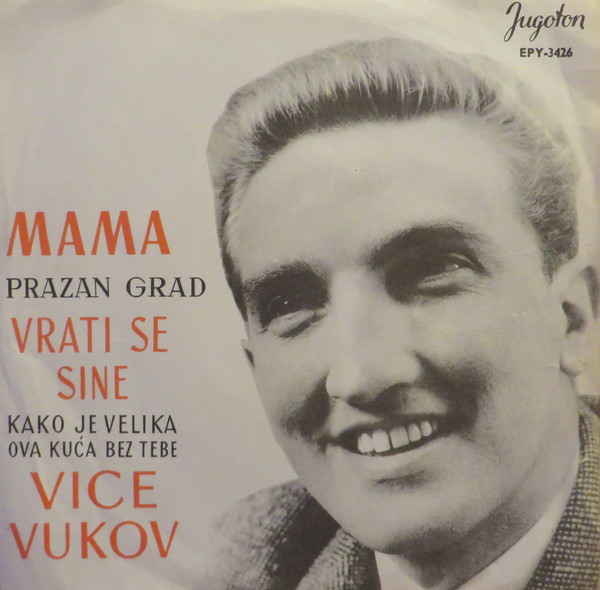 Jugoton
EPY-3426
MAMA
PRAZAN GRAD
VRATI SE
SINE
KAKO JE VELIKA
OVA KUĆA BEZ TEBE
VICE
VUKOV